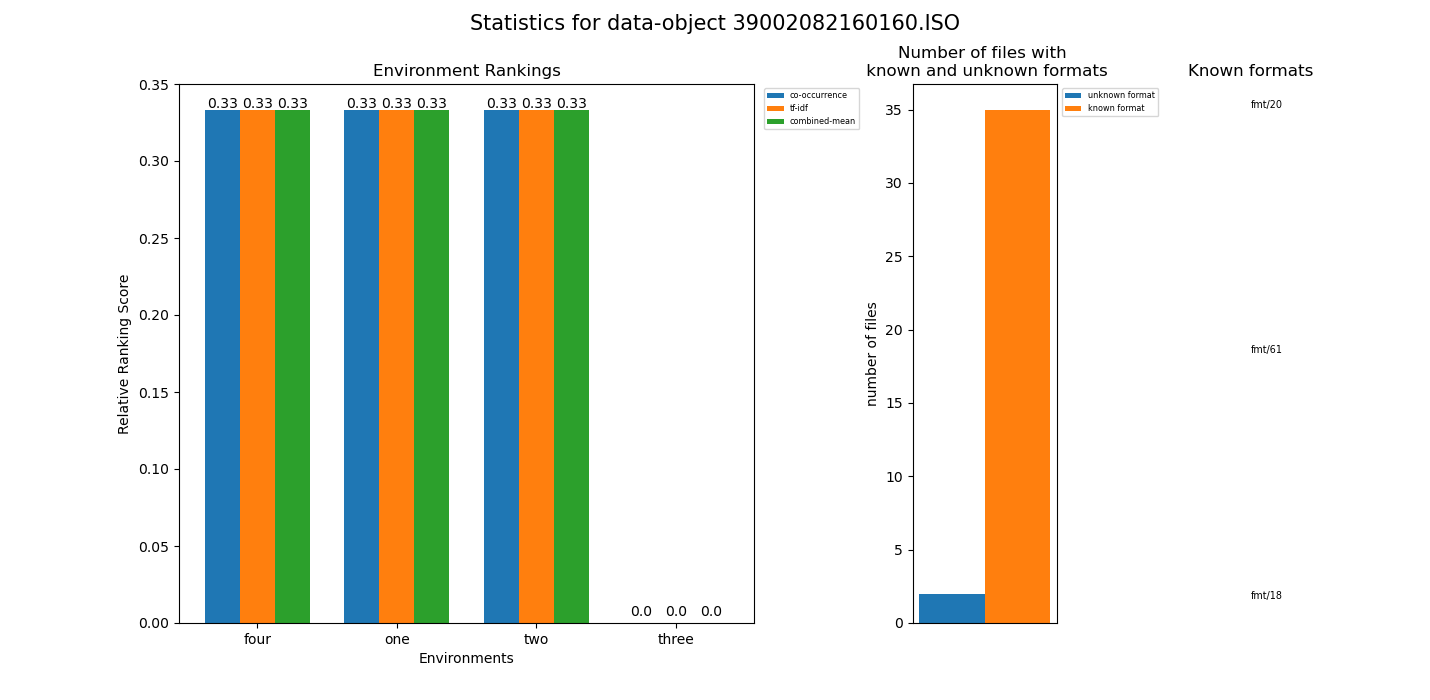 Statistics for data-object 39002082160160.ISO
Environment Rankings
0.35
0.30
0.25
0.20
0.15
0.10
0.05
0.00
Relative Ranking Score
0.33 0.33 0.33
0.33 0.33 0.33
0.33 0.33 0.33
0.0 0.0 0.0
four
one
two
three
Environments
co-occurrence
tf-idf
combined-mean
Number of files with
known and unknown formats
35
30
25
20
15
10
5
0
number of files
unknown format
known format
Known formats
fmt/20
fmt/61
fmt/18